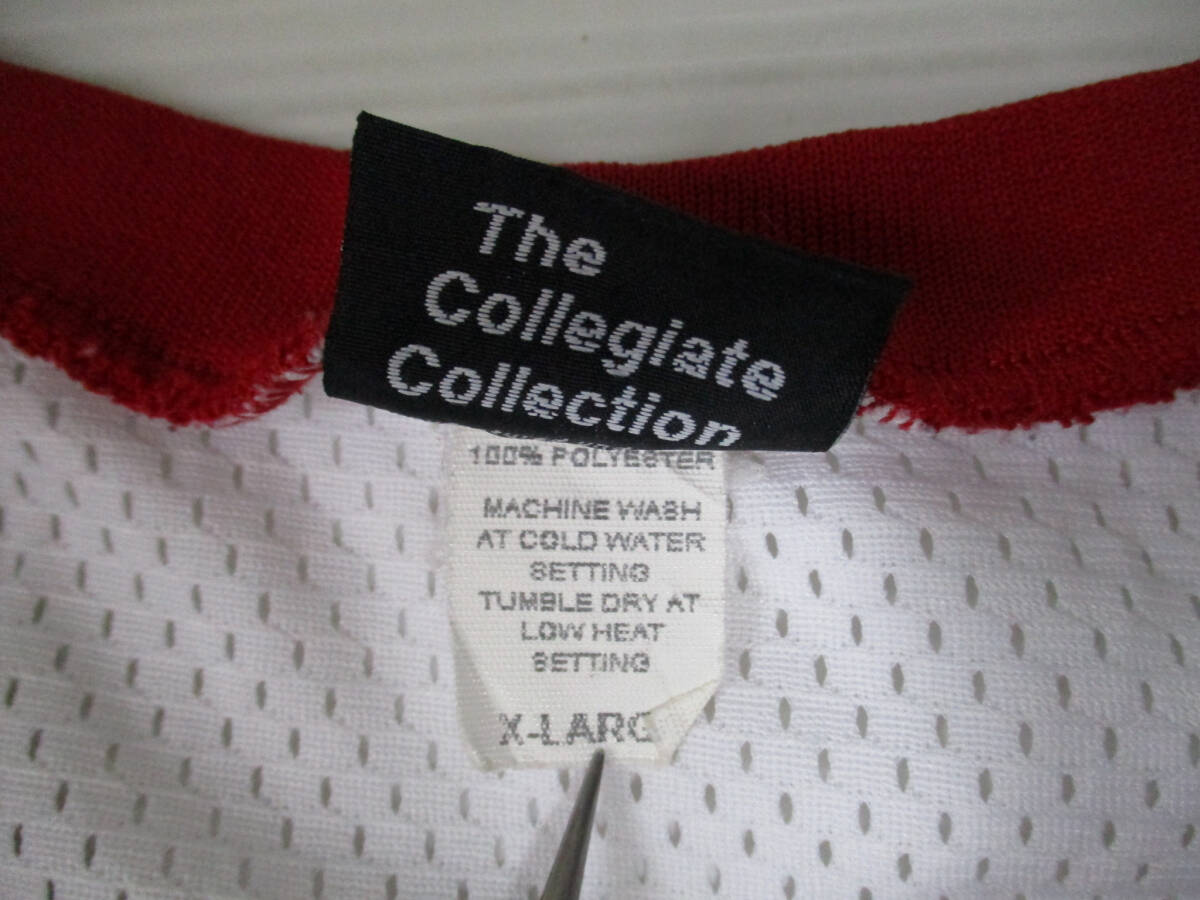 The
Collegiate
Collection
100% POLYESTER
MACHINE WASH
AT COLD WATER
SETTING
TUMBLE DRY AT
LOW HEAT
SETTING
X-LARG